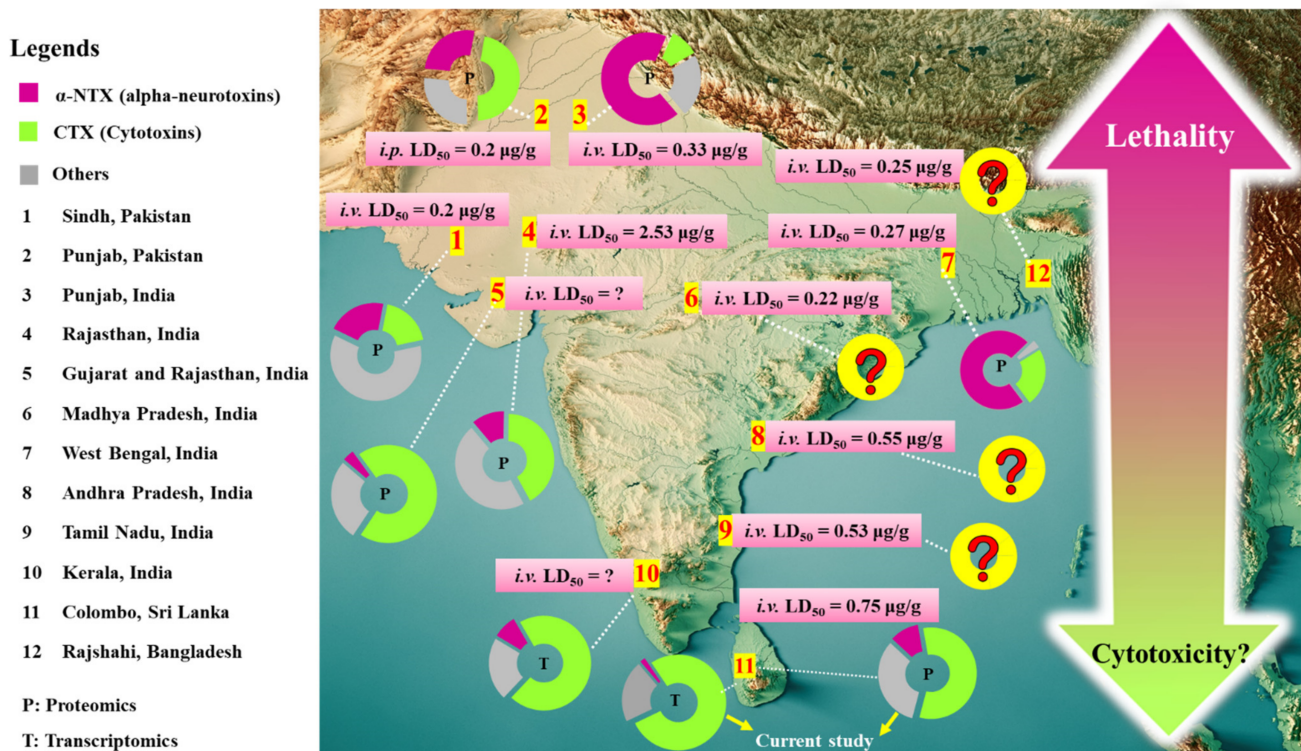 Legends
α-NTX (alpha-neurotoxins)
CTX (Cytotoxins)
Others
1 Sindh, Pakistan
2 Punjab, Pakistan
3 Punjab, India
4 Rajasthan, India
5 Gujarat and Rajasthan, India
6 Madhya Pradesh, India
7 West Bengal, India
8 Andhra Pradesh, India
9 Tamil Nadu, India
10 Kerala, India
11 Colombo, Sri Lanka
12 Rajshahi, Bangladesh
P: Proteomics
T: Transcriptomics
P
P
2
3
i.p. LD₅₀ = 0.2 µg/g
i.v. LD₅₀ = 0.33 µg/g
i.v. LD₅₀ = 0.25 µg/g
?
i.v. LD₅₀ = 0.2 µg/g
1
4
i.v. LD₅₀ = 2.53 µg/g
i.v. LD₅₀ = 0.27 µg/g
7
12
5
i.v. LD₅₀ = ?
6
i.v. LD₅₀ = 0.22 µg/g
P
?
P
8
i.v. LD₅₀ = 0.55 µg/g
P
?
P
9
i.v. LD₅₀ = 0.53 µg/g
?
i.v. LD₅₀ = ?
10
i.v. LD₅₀ = 0.75 µg/g
T
T
11
P
Current study
Lethality
Cytotoxicity?